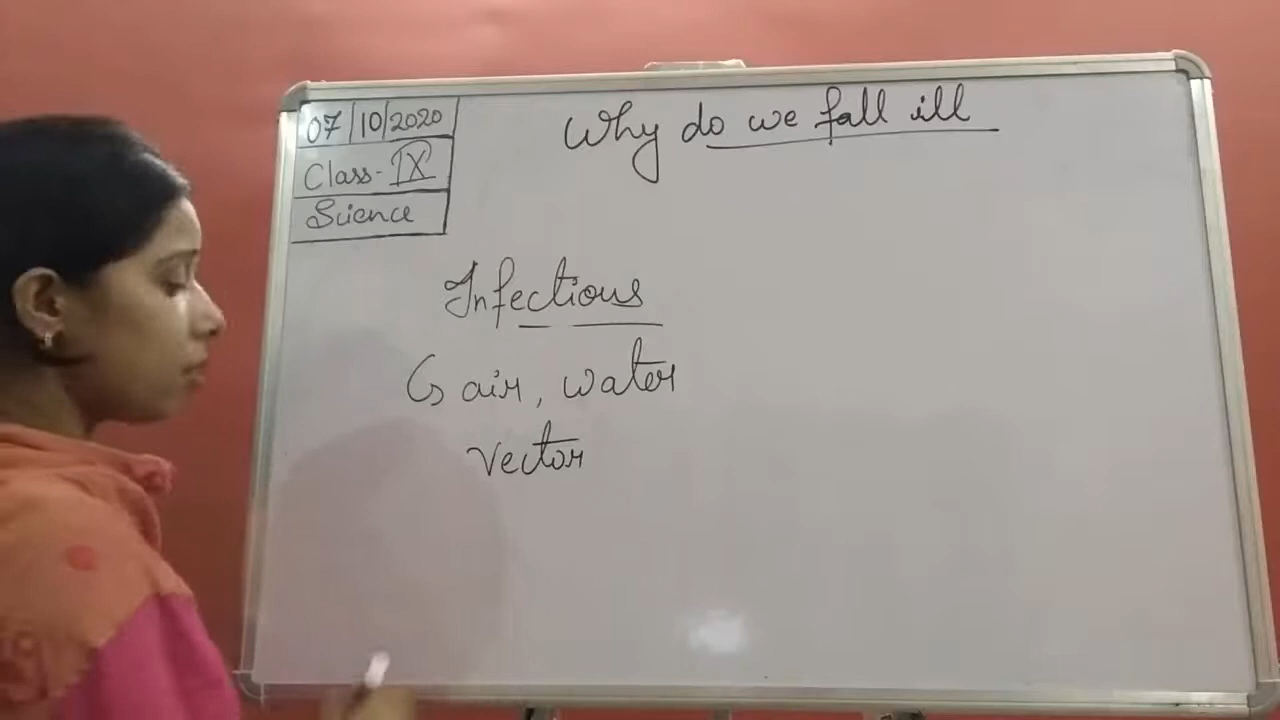 07/10/2020
Class-IX
Science
Why do we fall ill
Infectious
↳ air, water
vector